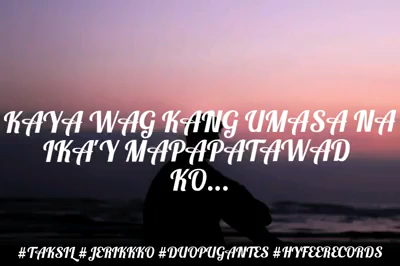 KAYA WAG KANG UMASA NA
IKA'Y MAPAPATAWAD
KO...
#TAKSIL #JERIKKKO #DUOPUGANTES #HYFEERECORDS